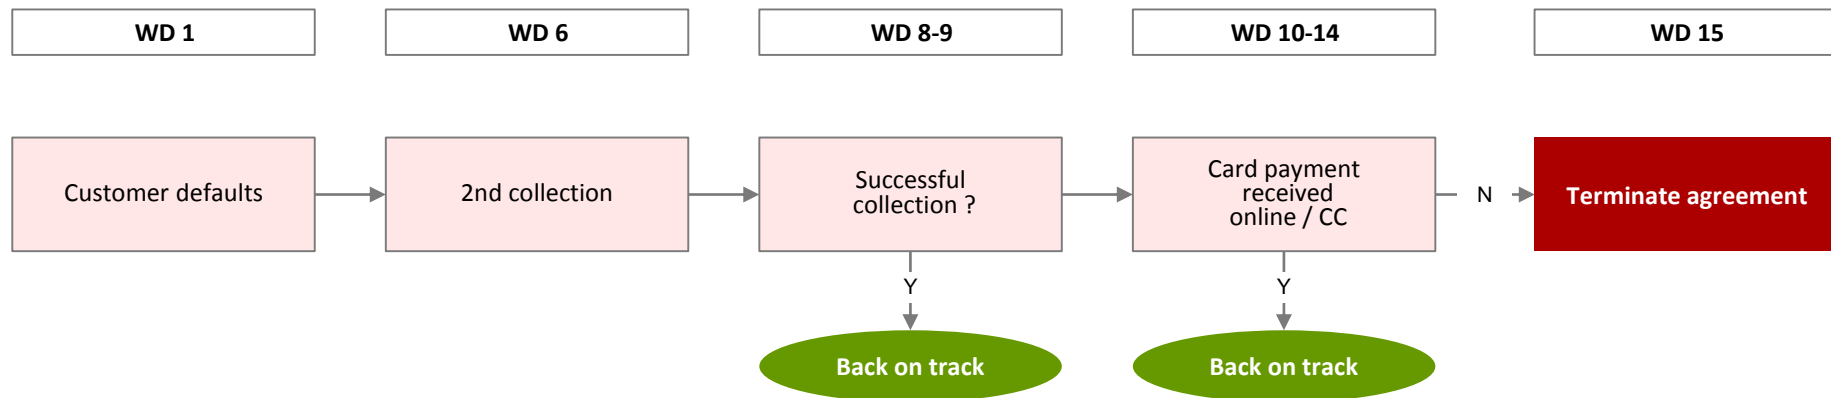 WD 1
WD 6
WD 8-9
WD 10-14
WD 15
Customer defaults
2nd collection
Successful
collection ?
Card payment
received
online / CC
N
Terminate agreement
Y
Y
Back on track
Back on track